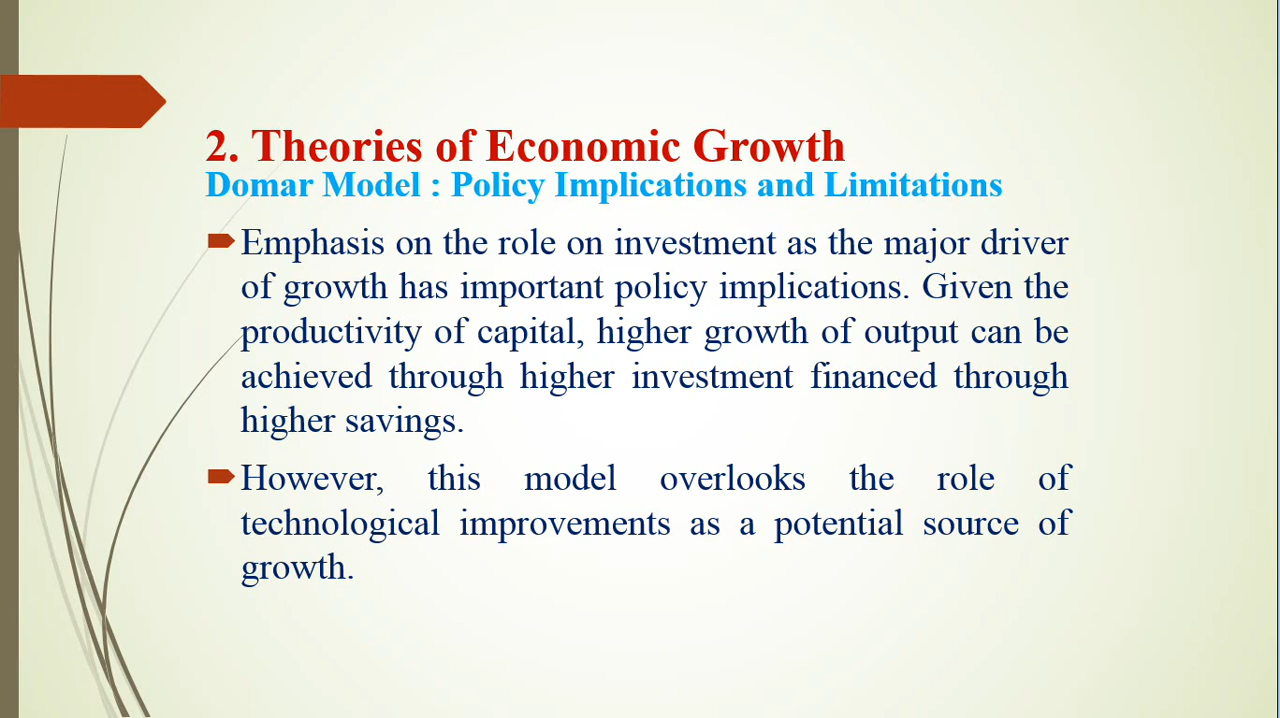 2. Theories of Economic Growth
Domar Model : Policy Implications and Limitations
Emphasis on the role on investment as the major driver
of growth has important policy implications. Given the
productivity of capital, higher growth of output can be
achieved through higher investment financed through
higher savings.
However, this model overlooks the role of
technological improvements as a potential source of
growth.